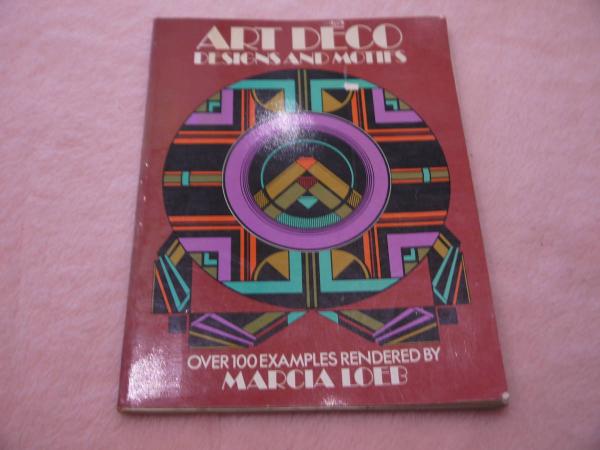 ART DECO
DESIGNS AND MOTIFS
OVER 100 EXAMPLES RENDERED BY
MARCIA LOEB